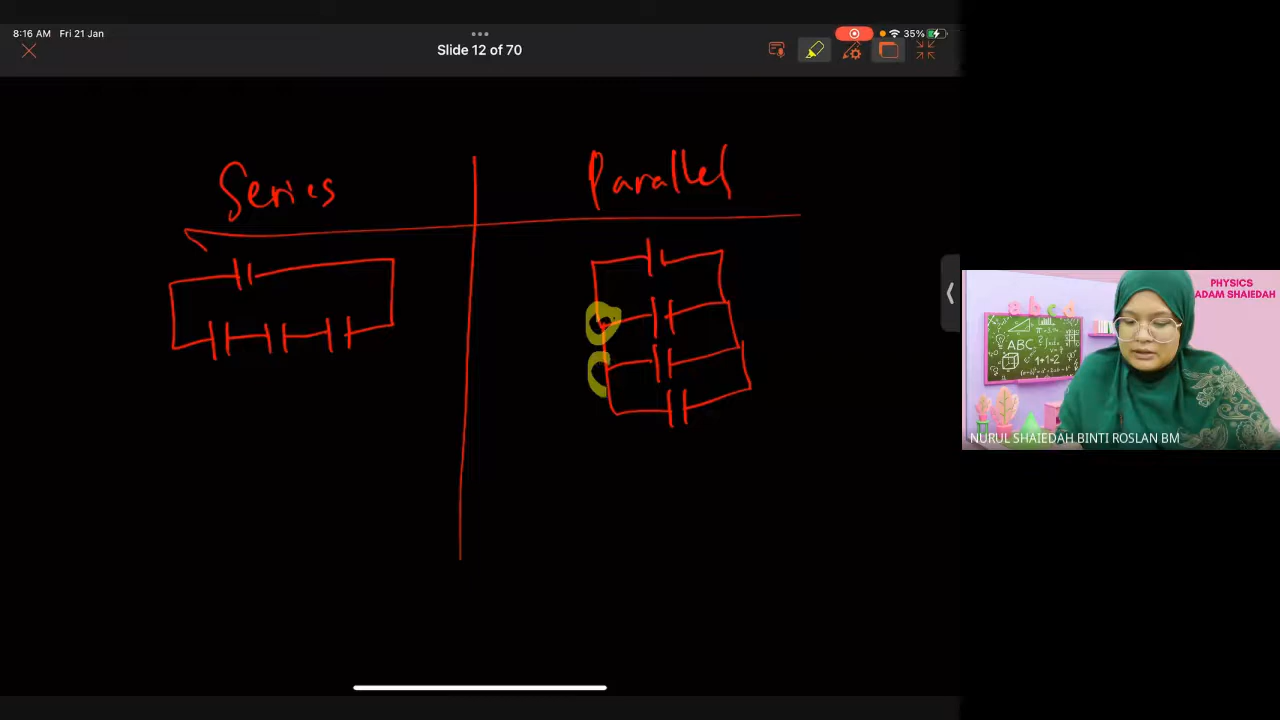 8:16 AM Fri 21 Jan
35%
Slide 12 of 70
Series
Parallel
PHYSICS
ADAM SHAIEDAH
a b c d
ABC
1+1=2
NURUL SHAIEDAH BINTI ROSLAN BM